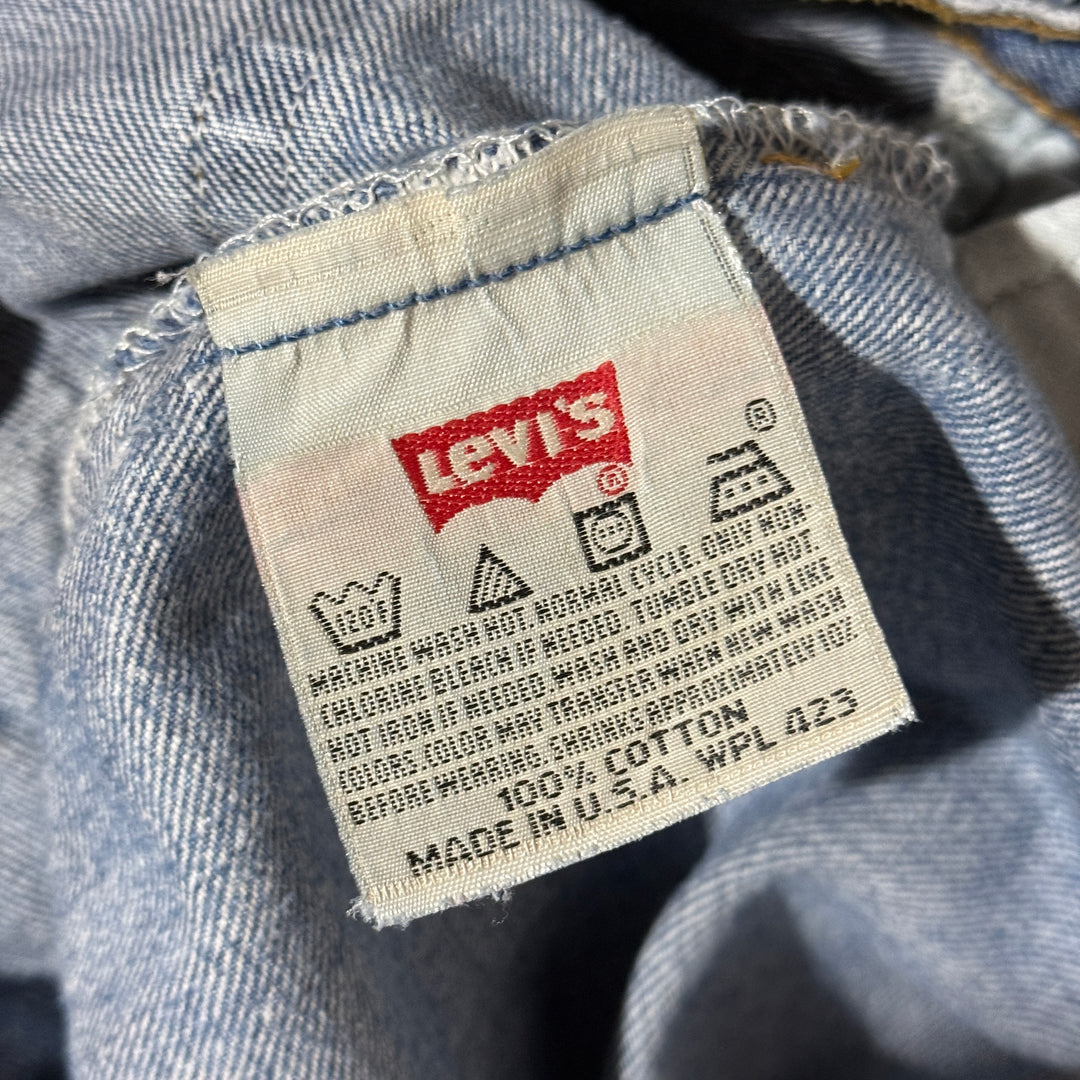 Levi's
®
®
120°
MACHINE WASH HOT, NORMAL CYCLE. ONLY NON-
CHLORINE BLEACH IF NEEDED. TUMBLE DRY HOT.
HOT IRON IF NEEDED. WASH AND DRY WITH LIKE
COLORS. COLOR MAY TRANSFER WHEN NEW. WASH
BEFORE WEARING. SHRINKS APPROXIMATELY 10%
100% COTTON
MADE IN U.S.A. WPL 423